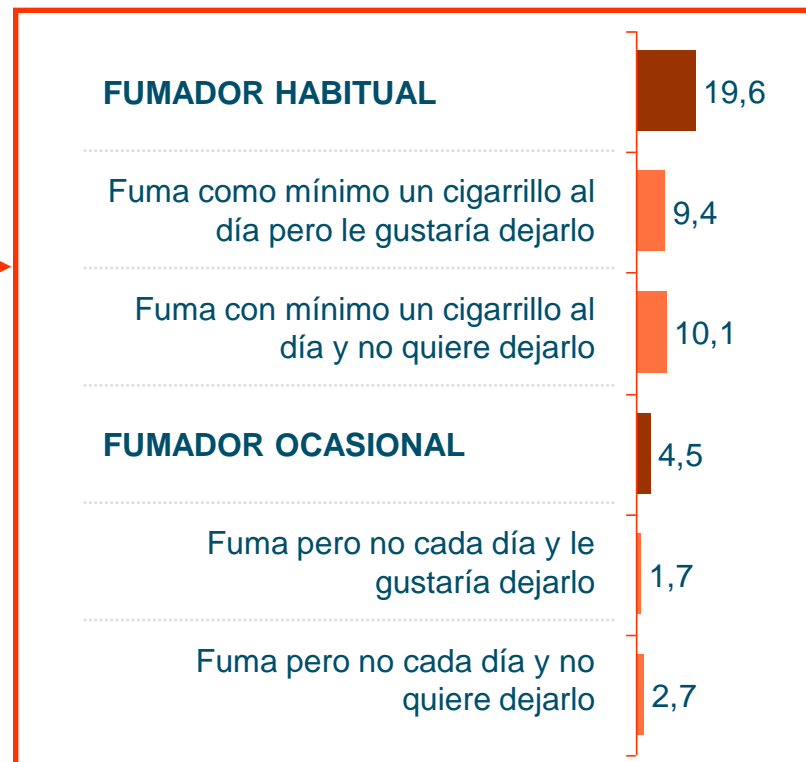 FUMADOR HABITUAL
19,6
Fuma como mínimo un cigarrillo al
día pero le gustaría dejarlo
9,4
Fuma con mínimo un cigarrillo al
día y no quiere dejarlo
10,1
FUMADOR OCASIONAL
4,5
Fuma pero no cada día y le
gustaría dejarlo
1,7
Fuma pero no cada día y no
quiere dejarlo
2,7